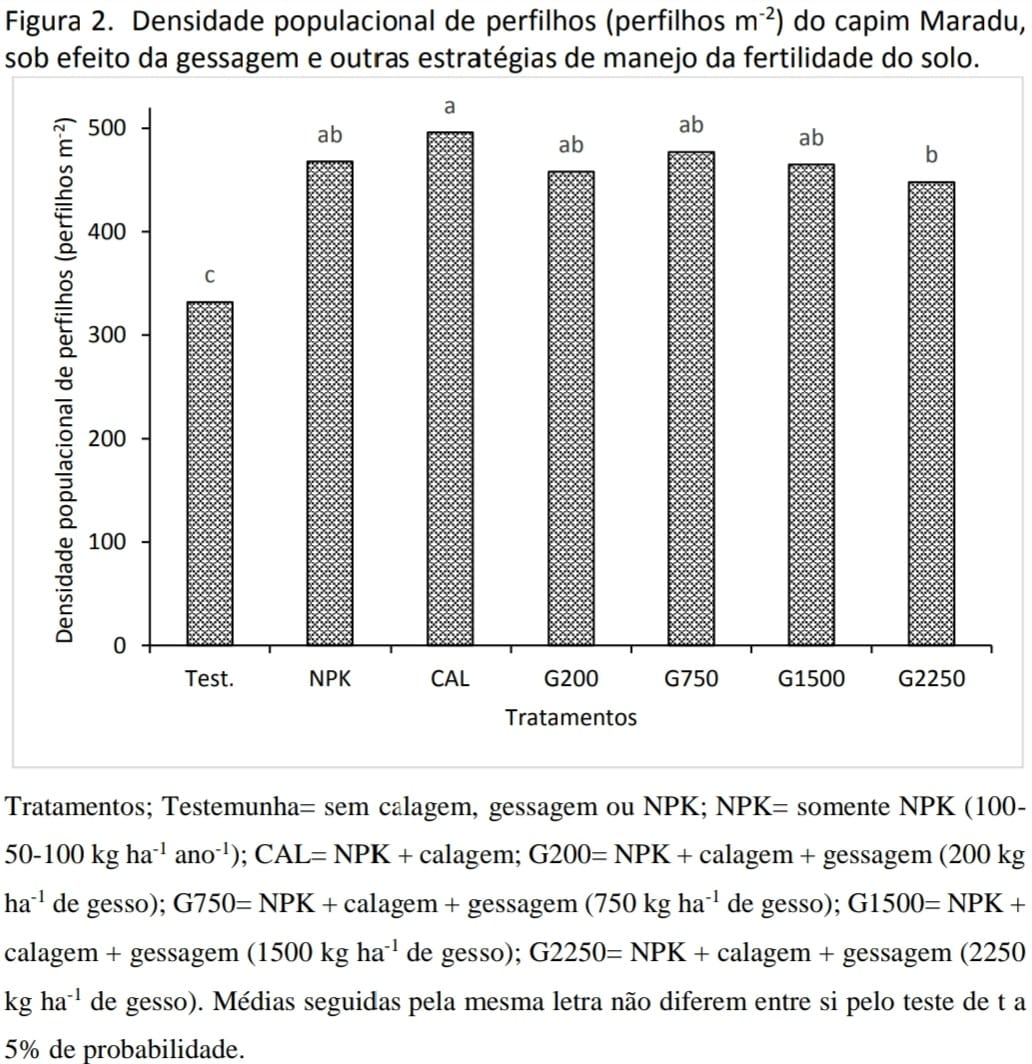 Figura 2. Densidade populacional de perfilhos (perfilhos m⁻²) do capim Maradu,
sob efeito da gessagem e outras estratégias de manejo da fertilidade do solo.
Densidade populacional de perfilhos (perfilhos m⁻²)
500
400
300
200
100
0
c
ab
a
ab
ab
ab
b
Test. NPK CAL G200 G750 G1500 G2250
Tratamentos
Tratamentos; Testemunha= sem calagem, gessagem ou NPK; NPK= somente NPK (100-
50-100 kg ha⁻¹ ano⁻¹); CAL= NPK + calagem; G200= NPK + calagem + gessagem (200 kg
ha⁻¹ de gesso); G750= NPK + calagem + gessagem (750 kg ha⁻¹ de gesso); G1500= NPK +
calagem + gessagem (1500 kg ha⁻¹ de gesso); G2250= NPK + calagem + gessagem (2250
kg ha⁻¹ de gesso). Médias seguidas pela mesma letra não diferem entre si pelo teste de t a
5% de probabilidade.